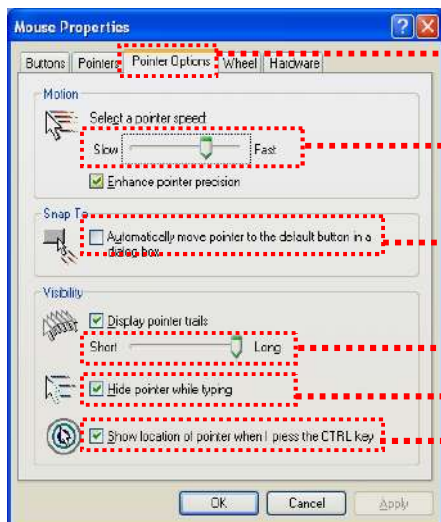 Mouse Properties
Buttons Pointers Pointer Options Wheel Hardware
Motion
Select a pointer speed:
Slow Fast
Enhance pointer precision
Snap To
Automatically move pointer to the default button in a
dialog box
Visibility
Display pointer trails
Short Long
Hide pointer while typing
Show location of pointer when I press the CTRL key
OK Cancel Apply